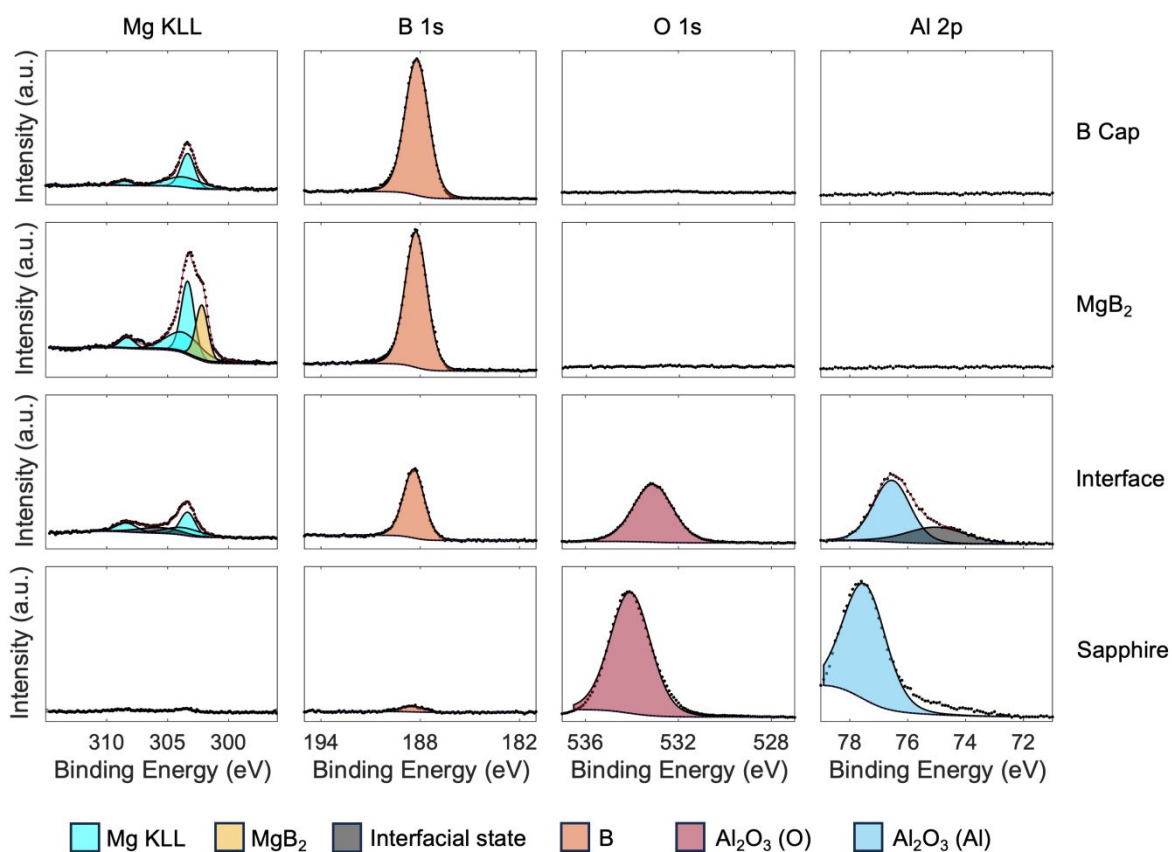 Mg KLL B 1s O 1s Al 2p
Intensity (a.u.)
B Cap
Intensity (a.u.)
MgB₂
Intensity (a.u.)
Interface
Intensity (a.u.)
Sapphire
310 305 300 194 188 182 536 532 528 78 76 74 72
Binding Energy (eV) Binding Energy (eV) Binding Energy (eV) Binding Energy (eV)
Mg KLL MgB₂ Interfacial state B Al₂O₃ (O) Al₂O₃ (Al)